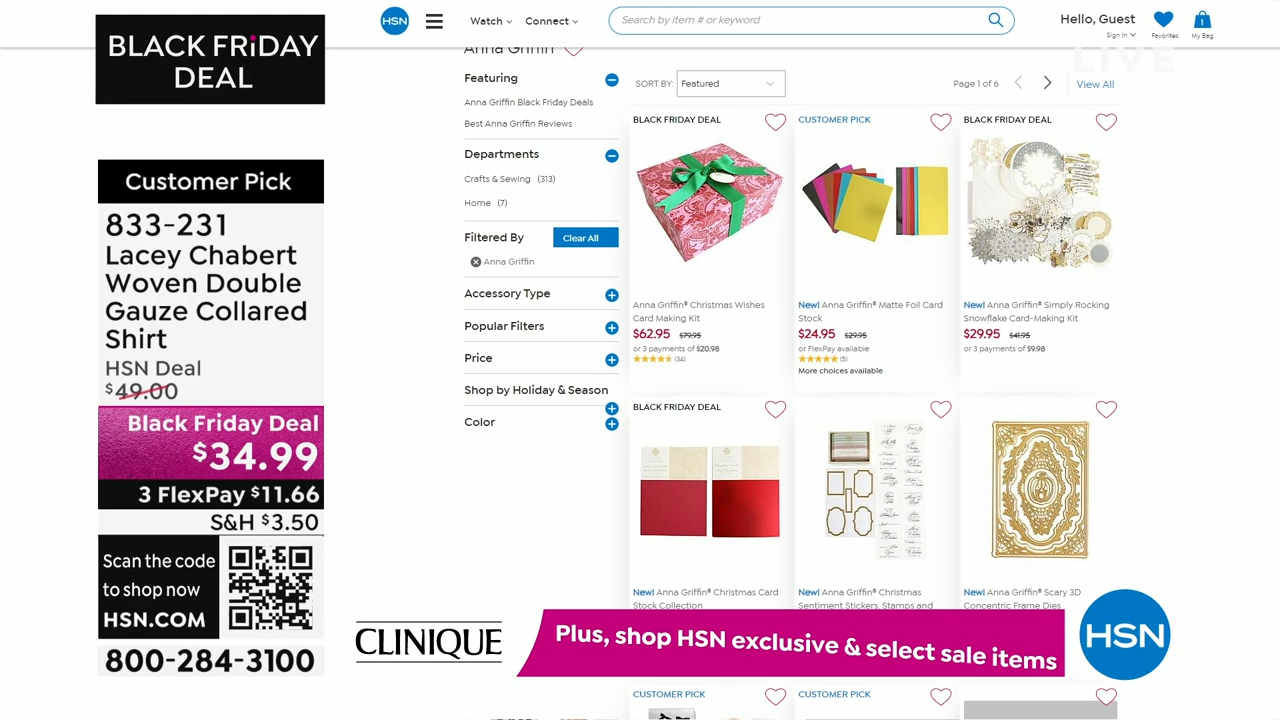 BLACK FRiDAY
DEAL
Customer Pick
833-231
Lacey Chabert
Woven Double
Gauze Collared
Shirt
HSN Deal
$49.00
Black Friday Deal
$34.99
3 FlexPay $11.66
S&H $3.50
Scan the code
to shop now
HSN.COM
800-284-3100
HSN
Watch
Connect
Search by item # or keyword
Hello, Guest
Sign In
Favorites
1
My Bag
LIVE
Anna Griffin
Featuring
Anna Griffin Black Friday Deals
Best Anna Griffin Reviews
Departments
Crafts & Sewing (313)
Home (7)
Filtered By
Clear All
Anna Griffin
Accessory Type
Popular Filters
Price
Shop by Holiday & Season
Color
SORT BY:
Featured
Page 1 of 6
View All
BLACK FRIDAY DEAL
Anna Griffin® Christmas Wishes
Card Making Kit
$62.95 $79.95
or 3 payments of $20.98
(34)
CUSTOMER PICK
New! Anna Griffin® Matte Foil Card
Stock
$24.95 $29.95
or FlexPay available
(5)
More choices available
BLACK FRIDAY DEAL
New! Anna Griffin® Simply Rocking
Snowflake Card-Making Kit
$29.95 $41.95
or 3 payments of $9.98
BLACK FRIDAY DEAL
New! Anna Griffin® Christmas Card
Stock Collection
New! Anna Griffin® Christmas
Sentiment Stickers, Stamps and
New! Anna Griffin® Scary 3D
Concentric Frame Dies
CLINIQUE
Plus, shop HSN exclusive & select sale items
HSN
CUSTOMER PICK
CUSTOMER PICK